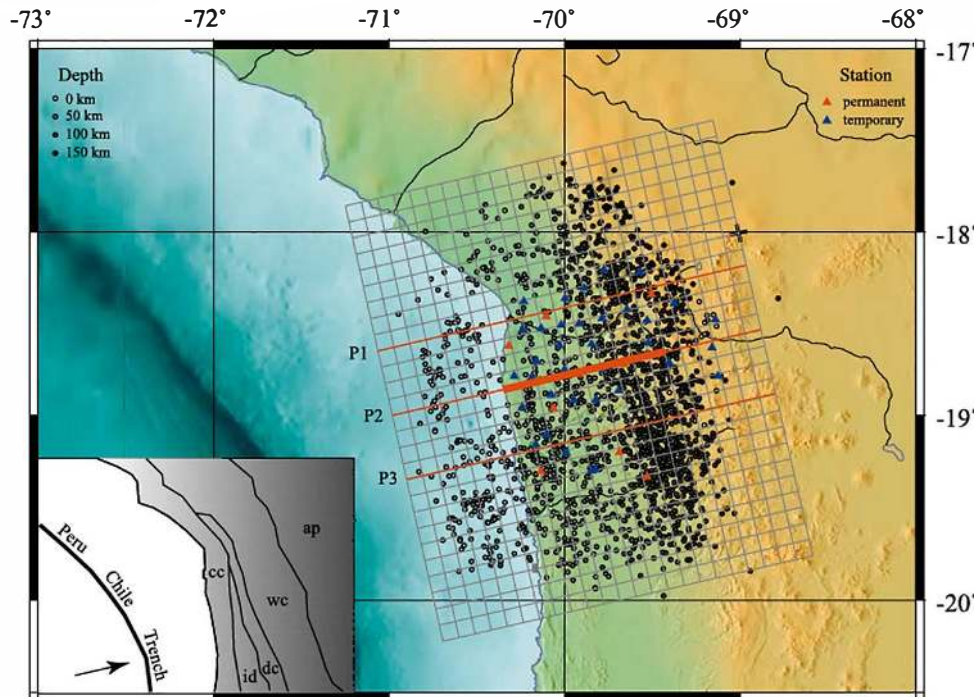 -73° -72° -71° -70° -69° -68°
-17°
Depth
0 km
50 km
100 km
150 km
Station
permanent
temporary
-18°
P1
P2
-19°
P3
ap
cc
wc
Peru
Chile
Trench
id
dc
-20°